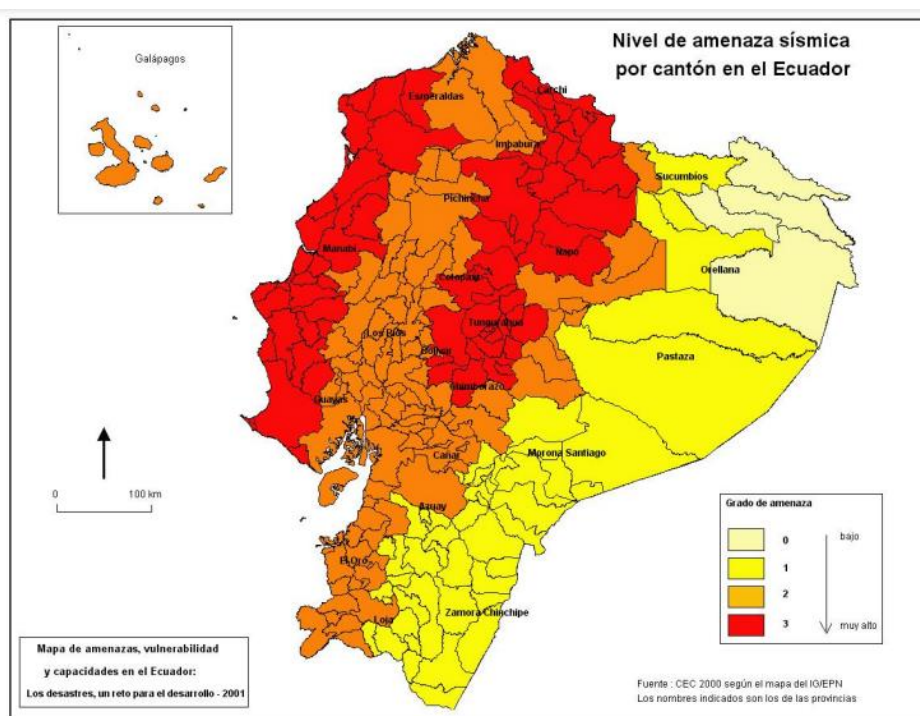 Nivel de amenaza sísmica
por cantón en el Ecuador
Galápagos
Esmeraldas
Carchi
Imbabura
Sucumbíos
Pichincha
Manabí
Napo
Orellana
Cotopaxi
Tungurahua
Los Ríos
Bolívar
Pastaza
Chimborazo
Guayas
Cañar
Morona Santiago
Azuay
El Oro
Loja
Zamora Chinchipe
0 100 km
Grado de amenaza
0 bajo
1
2
3 muy alto
Mapa de amenazas, vulnerabilidad
y capacidades en el Ecuador:
Los desastres, un reto para el desarrollo - 2001
Fuente : CEC 2000 según el mapa del IG/EPN
Los nombres indicados son los de las provincias